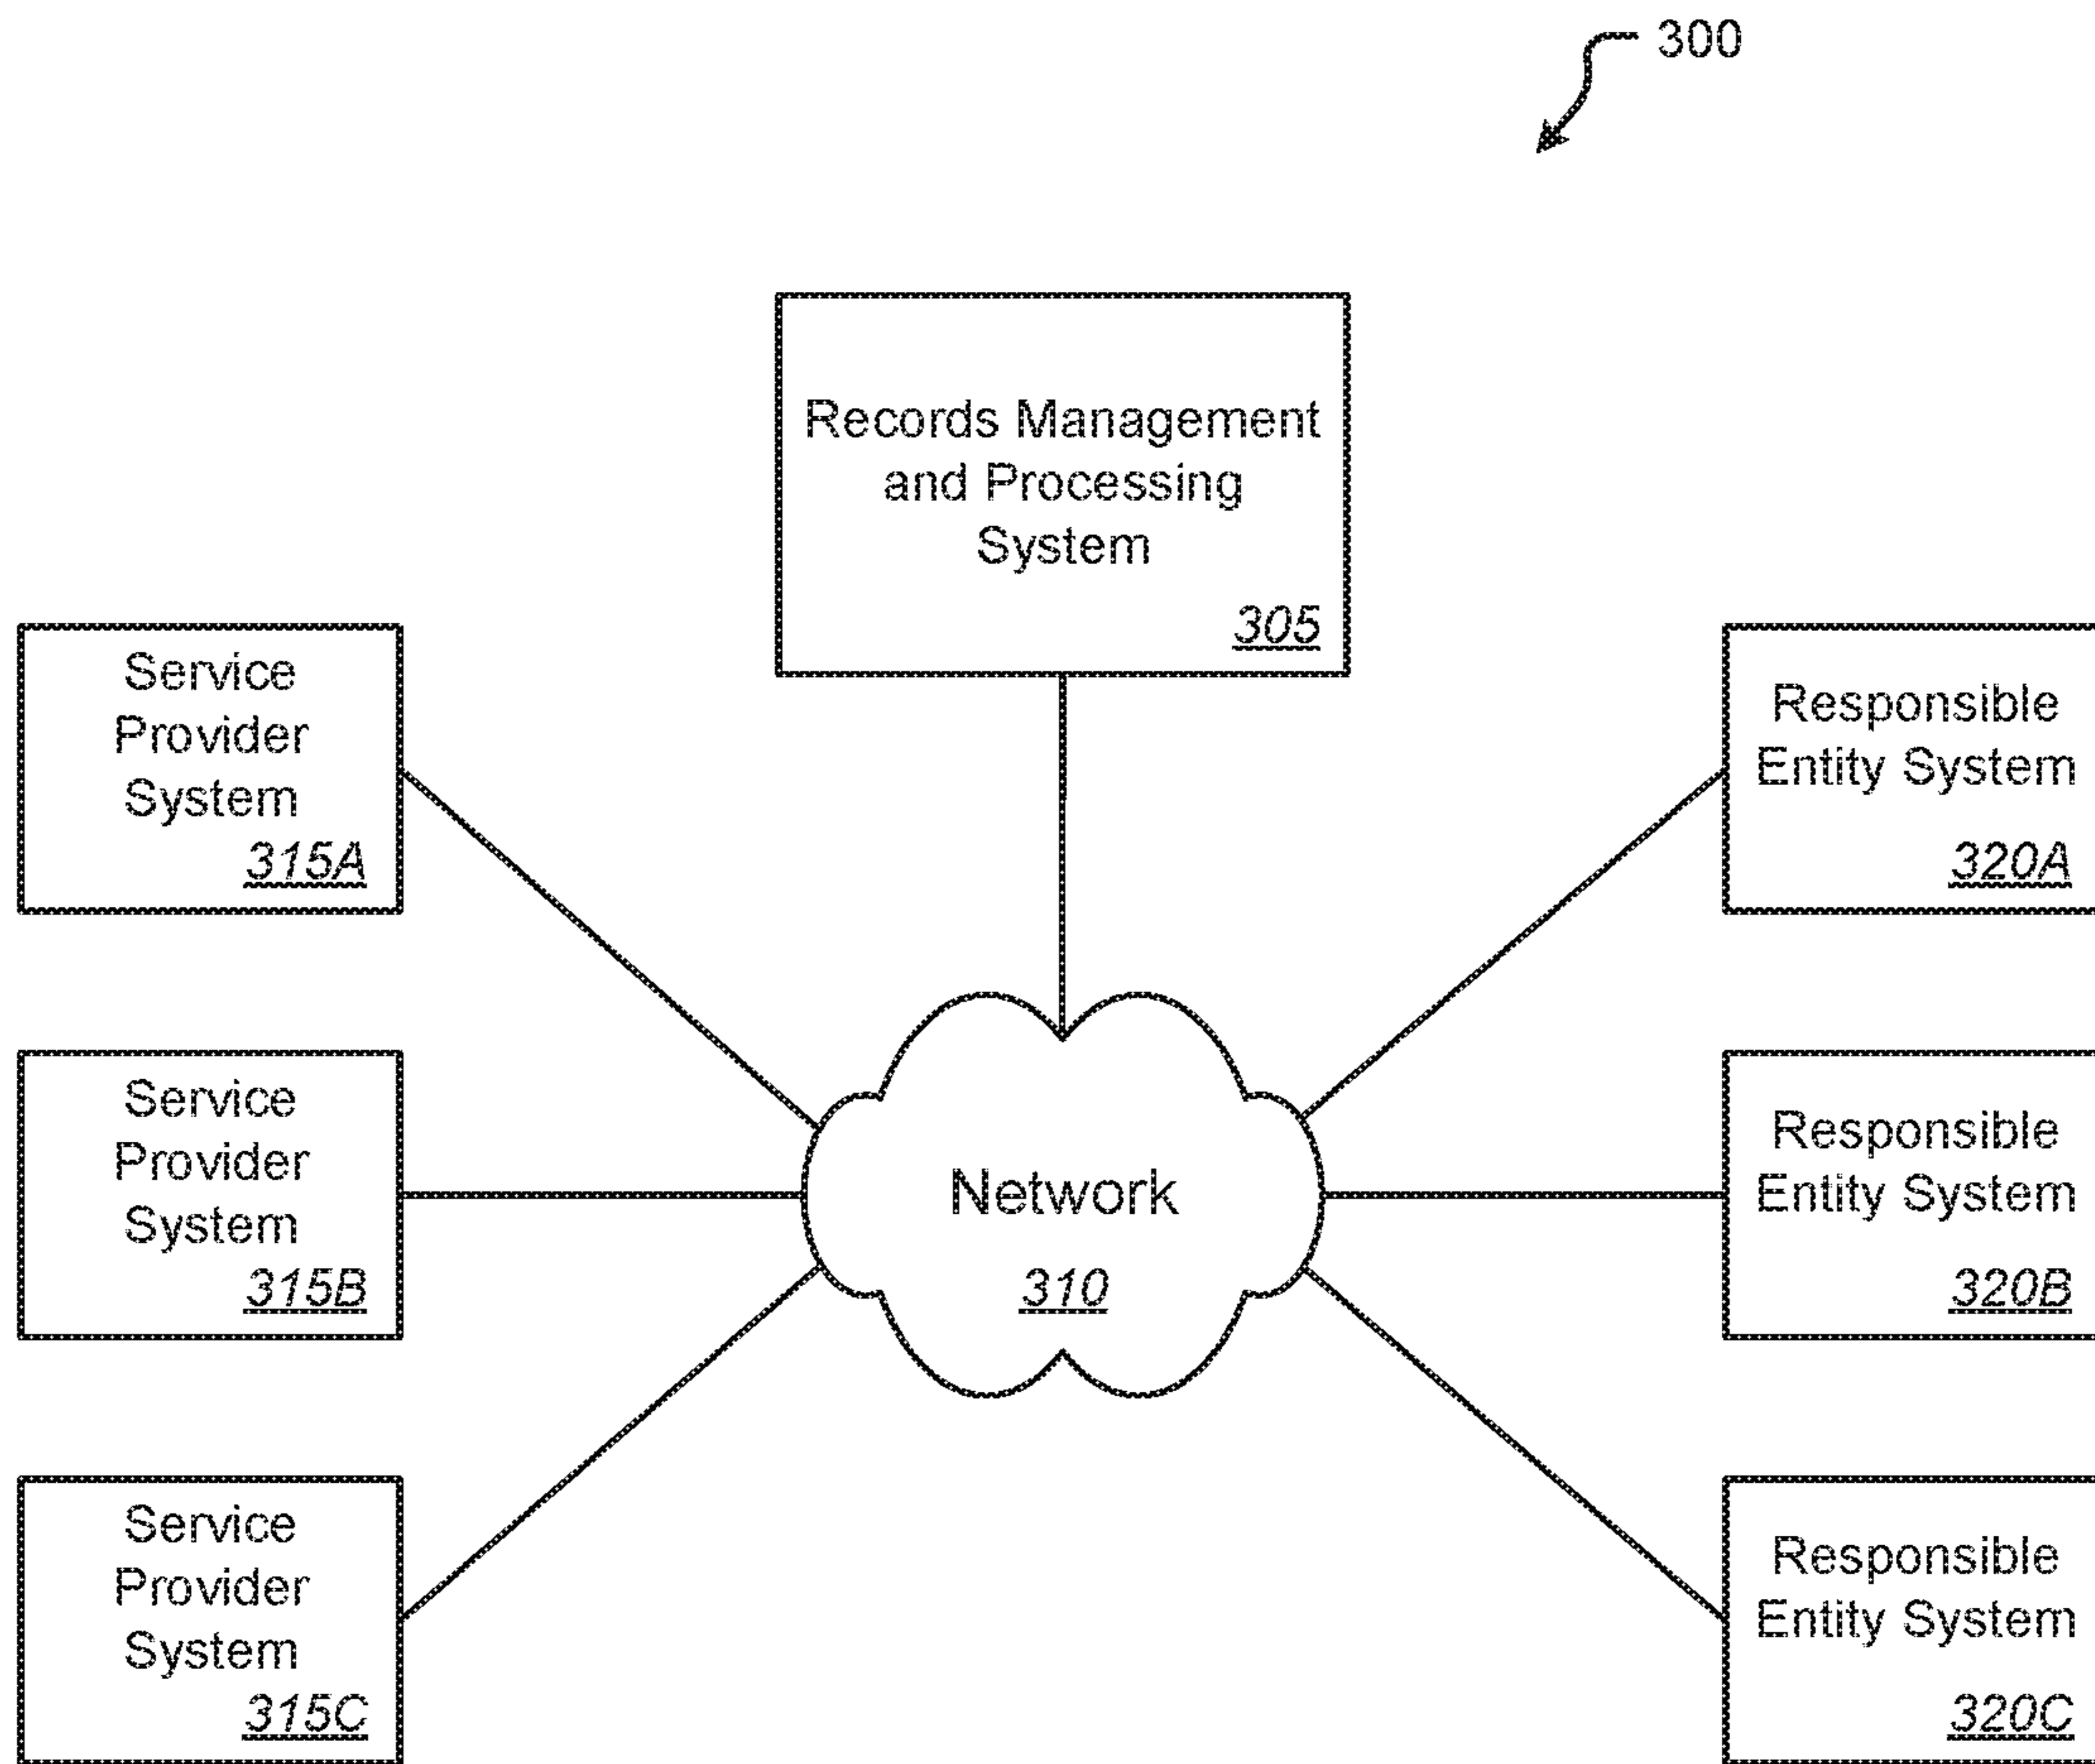 300
Records Management
and Processing
System
305
Service
Provider
System
315A
Responsible
Entity System
320A
Service
Provider
System
315B
Network
310
Responsible
Entity System
320B
Service
Provider
System
315C
Responsible
Entity System
320C